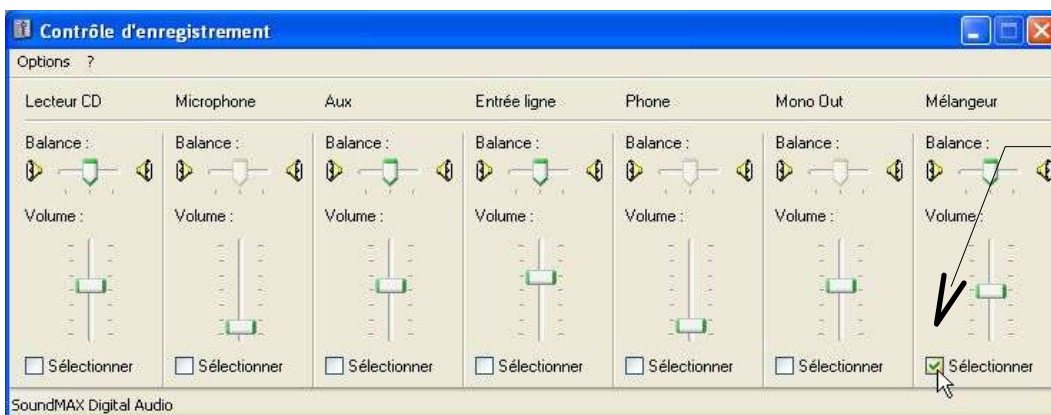 Contrôle d'enregistrement
Options ?
Lecteur CD Microphone Aux Entrée ligne Phone Mono Out Mélangeur
Balance : Balance : Balance : Balance : Balance : Balance : Balance :
Volume : Volume : Volume : Volume : Volume : Volume : Volume :
Sélectionner Sélectionner Sélectionner Sélectionner Sélectionner Sélectionner Sélectionner
SoundMAX Digital Audio